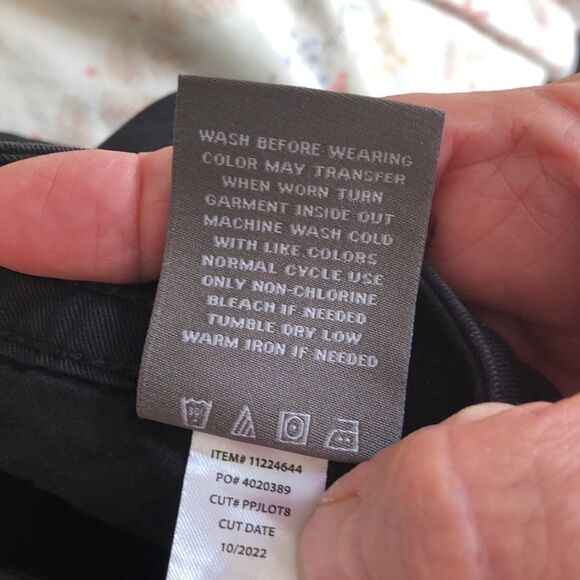 WASH BEFORE WEARING
COLOR MAY TRANSFER
WHEN WORN TURN
GARMENT INSIDE OUT
MACHINE WASH COLD
WITH LIKE COLORS
NORMAL CYCLE USE
ONLY NON-CHLORINE
BLEACH IF NEEDED
TUMBLE DRY LOW
WARM IRON IF NEEDED
ITEM# 11224644
PO# 4020389
CUT# PPJLOT8
CUT DATE
10/2022